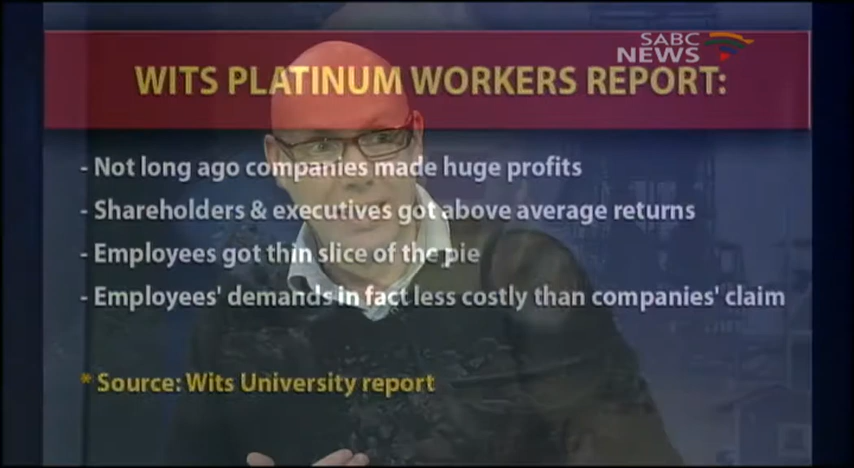 SABC
NEWS
WITS PLATINUM WORKERS REPORT:
- Not long ago companies made huge profits
- Shareholders & executives got above average returns
- Employees got thin slice of the pie
- Employees' demands in fact less costly than companies' claim
* Source: Wits University report